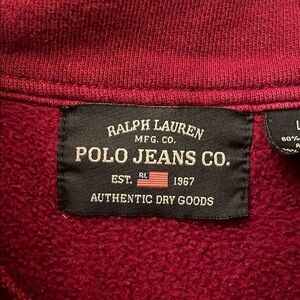 RALPH LAUREN
MFG. CO.
POLO JEANS CO.
EST. RL 1967
AUTHENTIC DRY GOODS
L